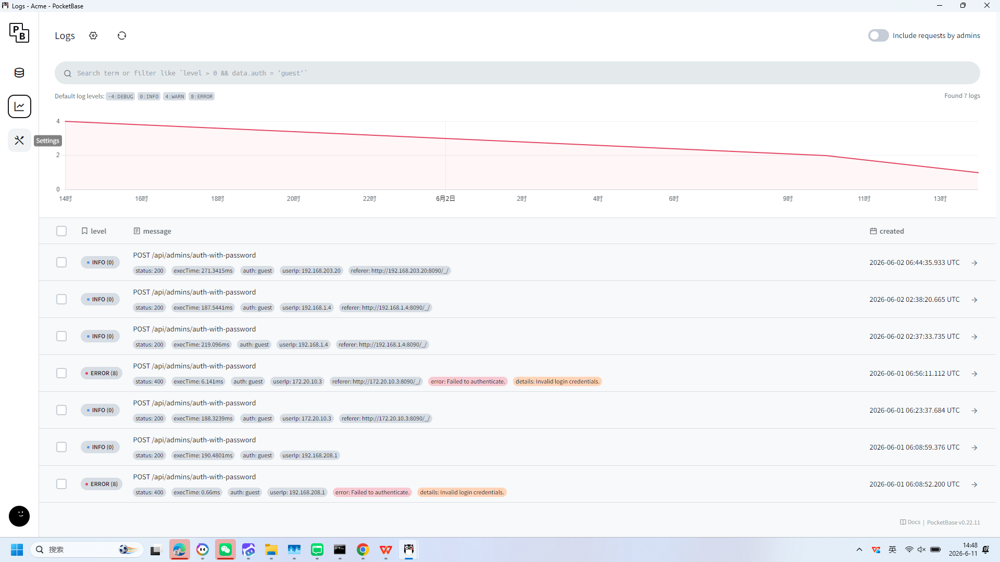 Logs - Acme - PocketBase
PB
Logs
Include requests by admins
Search term or filter like `level > 0 && data.auth = 'guest'`
Default log levels: -4:DEBUG 0:INFO 4:WARN 8:ERROR
Found 7 logs
Settings
4
2
0
14时 16时 18时 20时 22时 6月2日 2时 4时 6时 9时 11时 13时
level message created
POST /api/admins/auth-with-password
INFO (0) 2026-06-02 06:44:35.933 UTC
status: 200 execTime: 271.3415ms auth: guest userIp: 192.168.203.20 referer: http://192.168.203.20:8090/_/
POST /api/admins/auth-with-password
INFO (0) 2026-06-02 02:38:20.665 UTC
status: 200 execTime: 187.5441ms auth: guest userIp: 192.168.1.4 referer: http://192.168.1.4:8090/_/
POST /api/admins/auth-with-password
INFO (0) 2026-06-02 02:37:33.735 UTC
status: 200 execTime: 219.096ms auth: guest userIp: 192.168.1.4 referer: http://192.168.1.4:8090/_/
POST /api/admins/auth-with-password
ERROR (8) 2026-06-01 06:56:11.112 UTC
status: 400 execTime: 6.141ms auth: guest userIp: 172.20.10.3 referer: http://172.20.10.3:8090/_/ error: Failed to authenticate. details: Invalid login credentials.
POST /api/admins/auth-with-password
INFO (0) 2026-06-01 06:23:37.684 UTC
status: 200 execTime: 188.3239ms auth: guest userIp: 172.20.10.3 referer: http://172.20.10.3:8090/_/
POST /api/admins/auth-with-password
INFO (0) 2026-06-01 06:08:59.376 UTC
status: 200 execTime: 190.4801ms auth: guest userIp: 192.168.208.1
POST /api/admins/auth-with-password
ERROR (8) 2026-06-01 06:08:52.200 UTC
status: 400 execTime: 0.66ms auth: guest userIp: 192.168.208.1 error: Failed to authenticate. details: Invalid login credentials.
Docs | PocketBase v0.22.11
搜索
英
14:48
2026-6-11